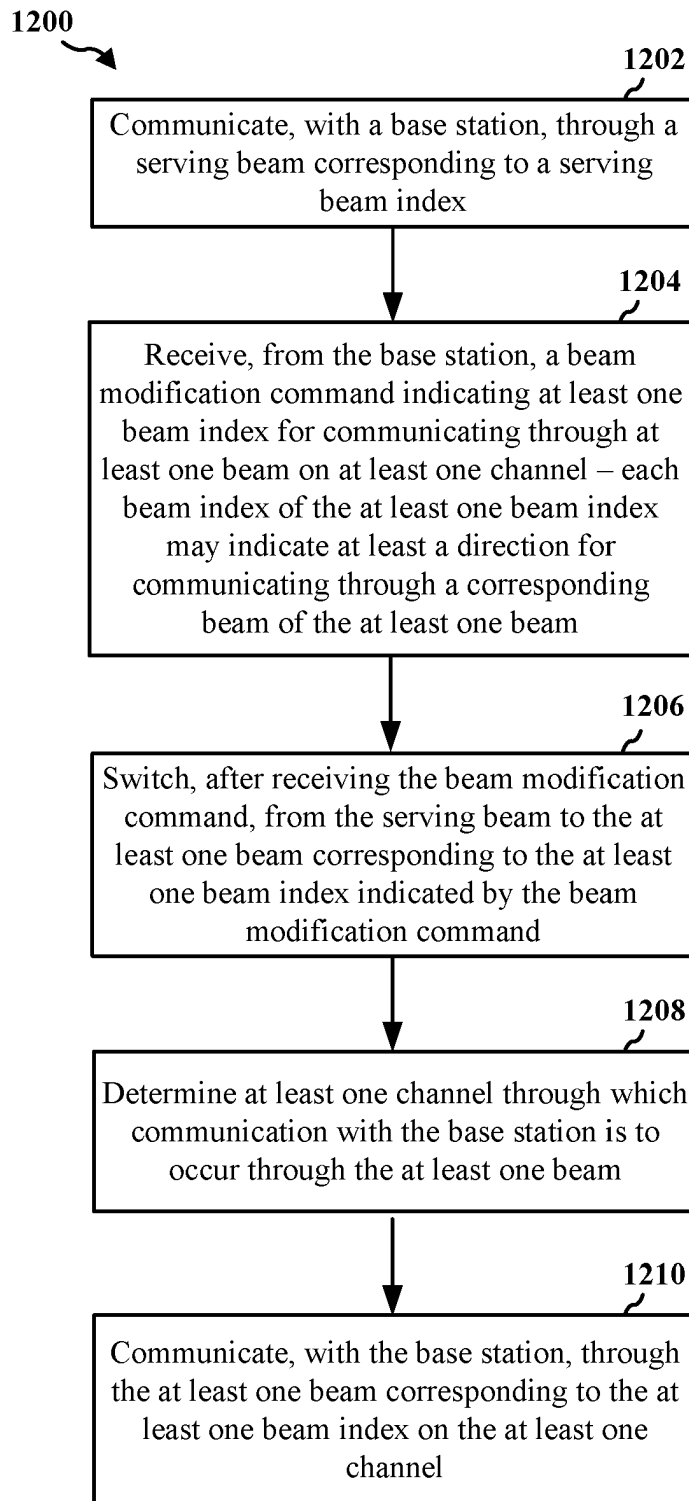 1200
1202
Communicate, with a base station, through a
serving beam corresponding to a serving
beam index
1204
Receive, from the base station, a beam
modification command indicating at least one
beam index for communicating through at
least one beam on at least one channel – each
beam index of the at least one beam index
may indicate at least a direction for
communicating through a corresponding
beam of the at least one beam
1206
Switch, after receiving the beam modification
command, from the serving beam to the at
least one beam corresponding to the at least
one beam index indicated by the beam
modification command
1208
Determine at least one channel through which
communication with the base station is to
occur through the at least one beam
1210
Communicate, with the base station, through
the at least one beam corresponding to the at
least one beam index on the at least one
channel